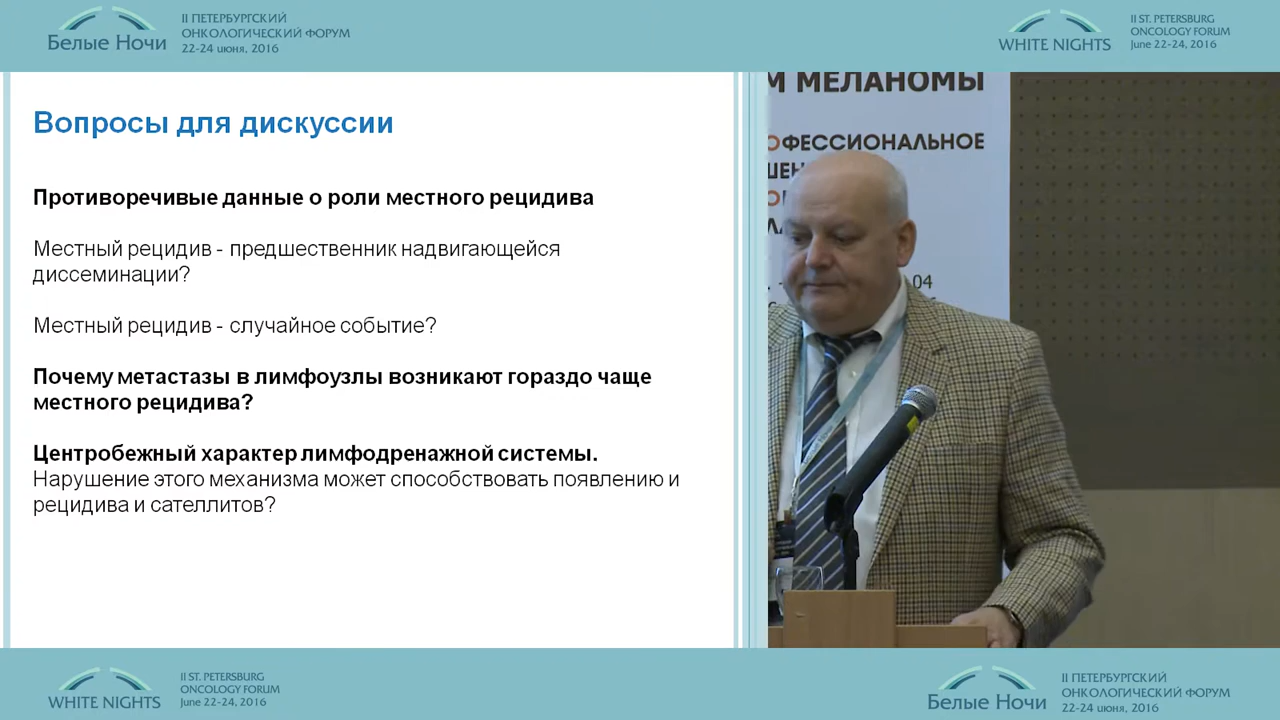 Белые Ночи
II ПЕТЕРБУРГСКИЙ
ОНКОЛОГИЧЕСКИЙ ФОРУМ
22-24 июня, 2016
WHITE NIGHTS
II ST. PETERSBURG
ONCOLOGY FORUM
June 22-24, 2016
Вопросы для дискуссии
Противоречивые данные о роли местного рецидива
Местный рецидив - предшественник надвигающейся
диссеминации?
Местный рецидив - случайное событие?
Почему метастазы в лимфоузлы возникают гораздо чаще
местного рецидива?
Центробежный характер лимфодренажной системы.
Нарушение этого механизма может способствовать появлению и
рецидива и сателлитов?
М МЕЛАНОМЫ
ОФЕССИОНАЛЬНОЕ
04
WHITE NIGHTS
II ST. PETERSBURG
ONCOLOGY FORUM
June 22-24, 2016
Белые Ночи
II ПЕТЕРБУРГСКИЙ
ОНКОЛОГИЧЕСКИЙ ФОРУМ
22-24 июня, 2016